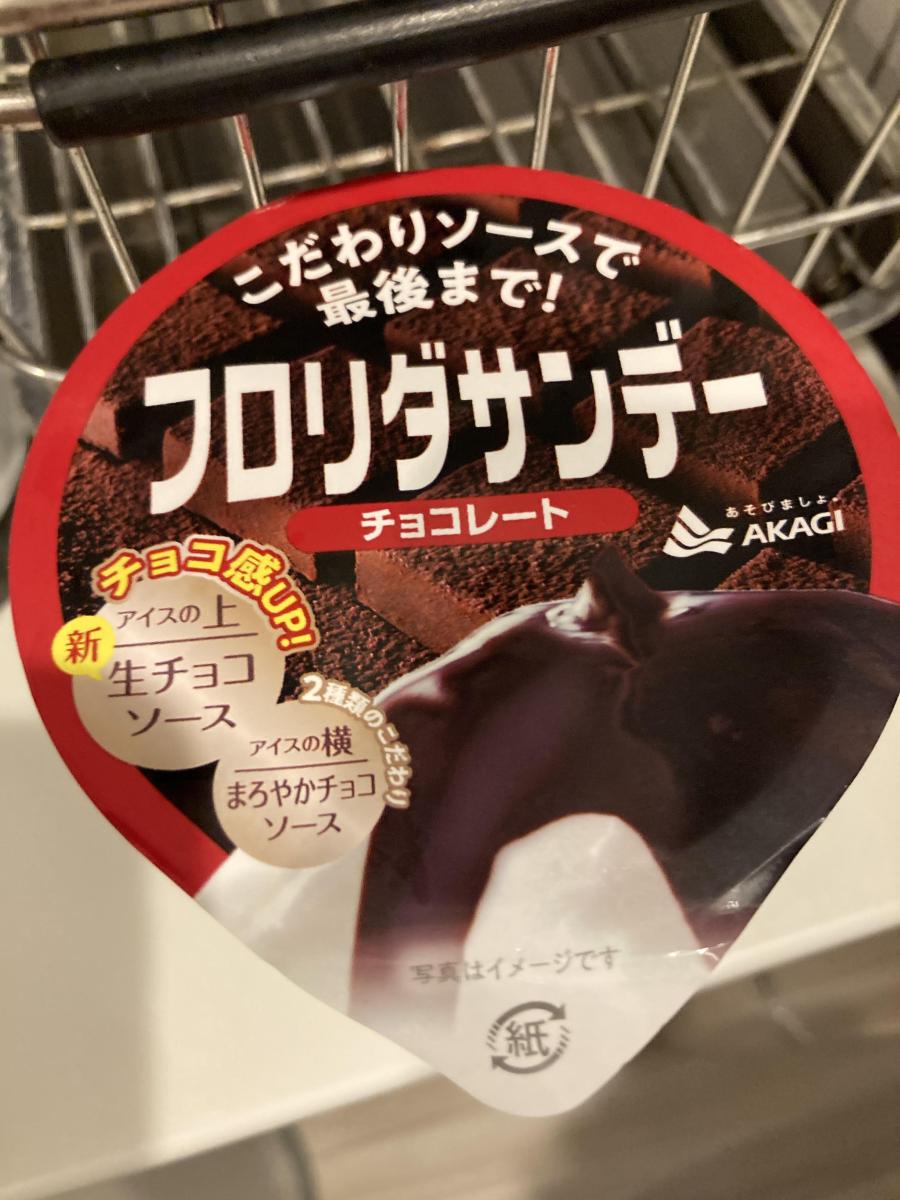 こだわりソースで
最後まで!
フロリダサンデー
チョコレート
あそびましょ。
AKAGI
チョコ感UP!
新
アイスの上
生チョコ
ソース
2種類のこだわり
アイスの横
まろやかチョコ
ソース
写真はイメージです
紙